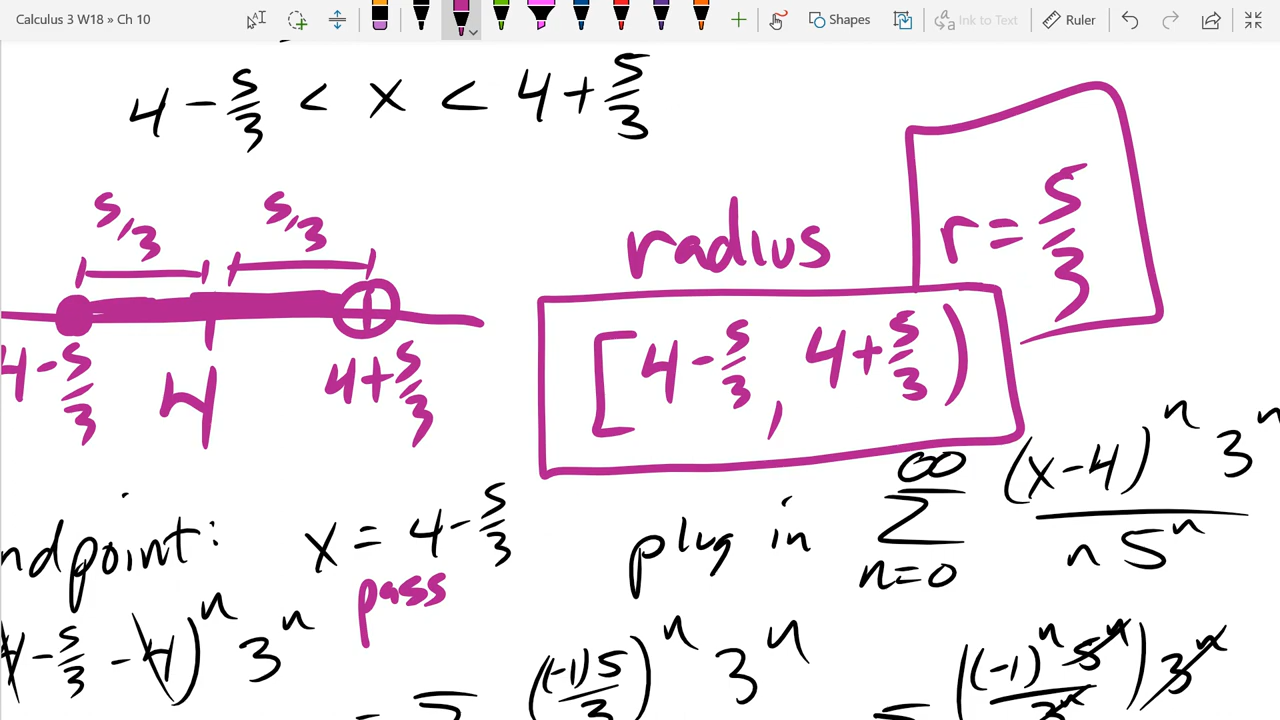 Calculus 3 W18 » Ch 10
Shapes
Ink to Text
Ruler
4 - 5/3 < x < 4 + 5/3
5/3 5/3
radius
r = 5/3
4 - 5/3 4 4 + 5/3
[4 - 5/3, 4 + 5/3)
ndpoint: x = 4 - 5/3
pass
plug in ∞ Σ n=0 (x-4)^n 3^n / n 5^n
- 5/3 - 4)^n 3^n
= ((-1)5/3)^n 3^n
((-1)^n 5^n / 3^n) 3^n